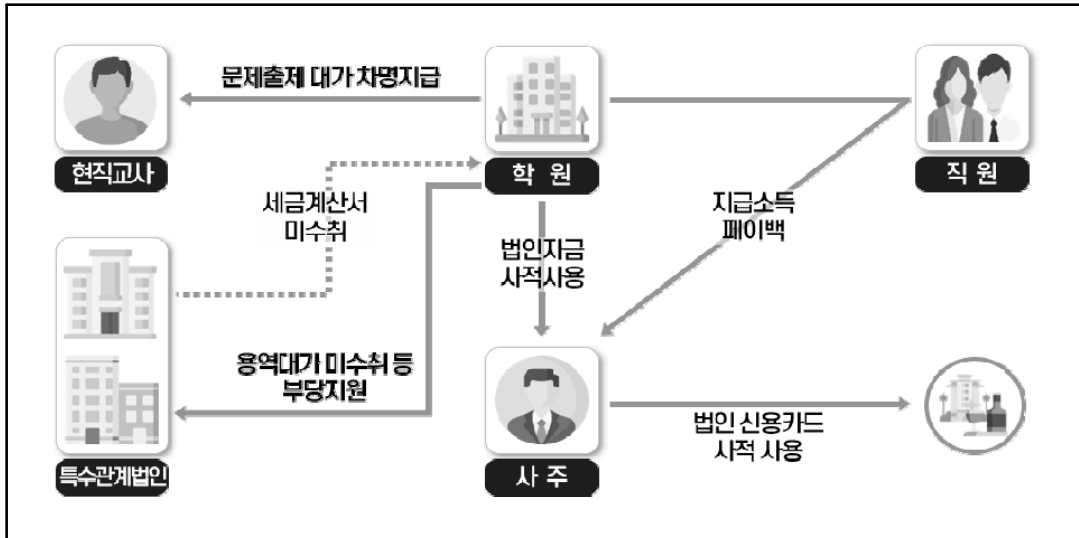 문제출제 대가 차명지급
현직교사
학 원
직 원
세금계산서
미수취
법인자금
사적사용
지급소득
페이백
용역대가 미수취 등
부당지원
특수관계법인
사 주
법인 신용카드
사적 사용